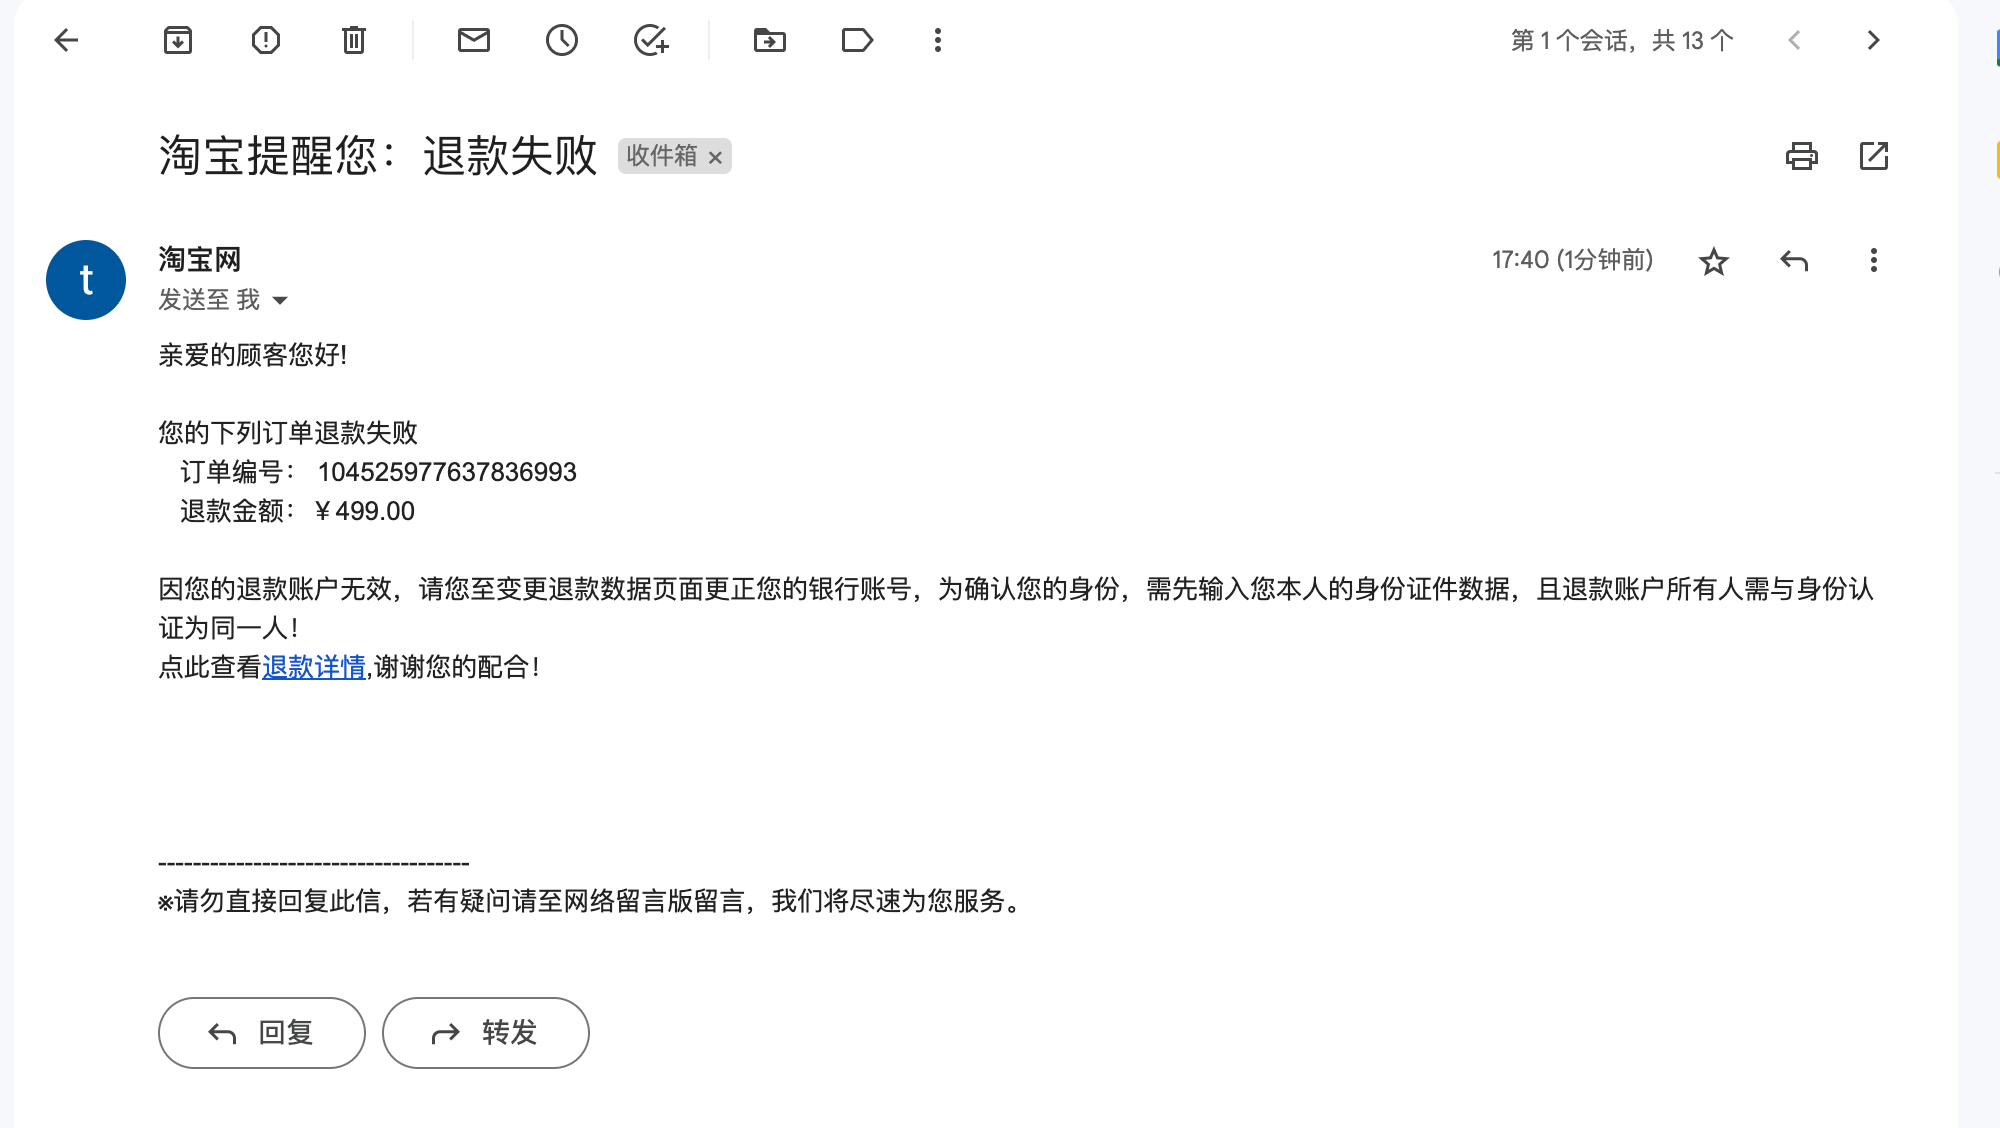 第 1 个会话，共 13 个
淘宝提醒您：退款失败 收件箱 ×
t
淘宝网
17:40 (1分钟前)
发送至 我
亲爱的顾客您好!
您的下列订单退款失败
订单编号： 104525977637836993
退款金额： ￥499.00
因您的退款账户无效，请您至变更退款数据页面更正您的银行账号，为确认您的身份，需先输入您本人的身份证件数据，且退款账户所有人需与身份认
证为同一人！
点此查看退款详情,谢谢您的配合！
------------------------------------
※请勿直接回复此信，若有疑问请至网络留言版留言，我们将尽速为您服务。
回复
转发